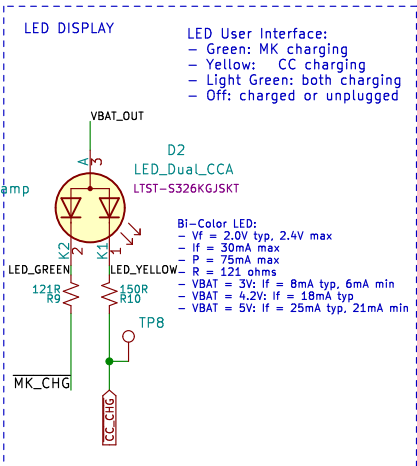 LED DISPLAY
LED User Interface:
- Green: MK charging
- Yellow: CC charging
- Light Green: both charging
- Off: charged or unplugged
VBAT_OUT
D2
LED_Dual_CCA
LTST-S326KGJSKT
amp
A
3
K2
2
K1
1
LED_GREEN
LED_YELLOW
121R
R9
150R
R10
Bi-Color LED:
- Vf = 2.0V typ, 2.4V max
- If = 30mA max
- P = 75mA max
- R = 121 ohms
- VBAT = 3V: If = 8mA typ, 6mA min
- VBAT = 4.2V: If = 18mA typ
- VBAT = 5V: If = 25mA typ, 21mA min
TP8
MK_CHG
CC_CHG